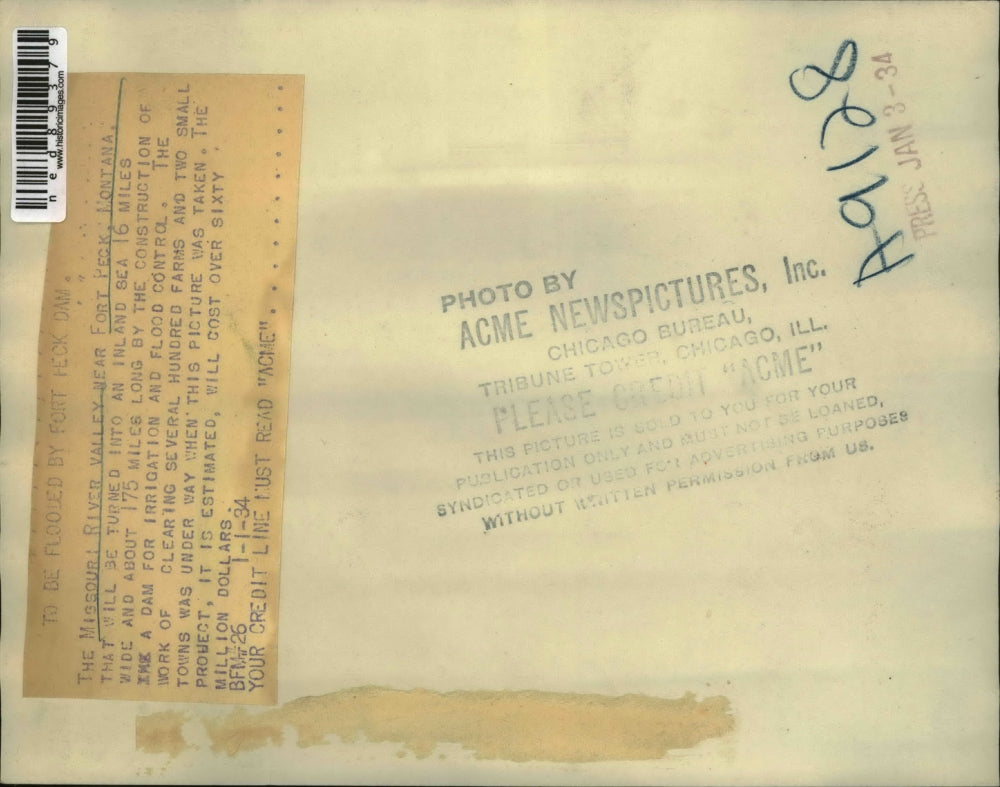 TO BE FLOODED BY FORT PECK DAM.
THE MISSOURI RIVER VALLEY NEAR FORT PECK, MONTANA,
THAT WILL BE TURNED INTO AN INLAND SEA 16 MILES
WIDE AND ABOUT 175 MILES LONG BY THE CONSTRUCTION OF
A DAM FOR IRRIGATION AND FLOOD CONTROL. THE
WORK OF CLEARING SEVERAL HUNDRED FARMS AND TWO SMALL
TOWNS WAS UNDER WAY WHEN THIS PICTURE WAS TAKEN. THE
PROJECT, IT IS ESTIMATED, WILL COST OVER SIXTY
MILLION DOLLARS.
BFM#26 1-1-34
YOUR CREDIT LINE MUST READ "ACME"
ned89379
www.historicimages.com
PHOTO BY
ACME NEWSPICTURES, Inc.
CHICAGO BUREAU,
TRIBUNE TOWER, CHICAGO, ILL.
PLEASE CREDIT "ACME"
THIS PICTURE IS SOLD TO YOU FOR YOUR
PUBLICATION ONLY AND MUST NOT BE LOANED,
SYNDICATED OR USED FOR ADVERTISING PURPOSES
WITHOUT WRITTEN PERMISSION FROM US.
A9128
PRESS JAN 3-34